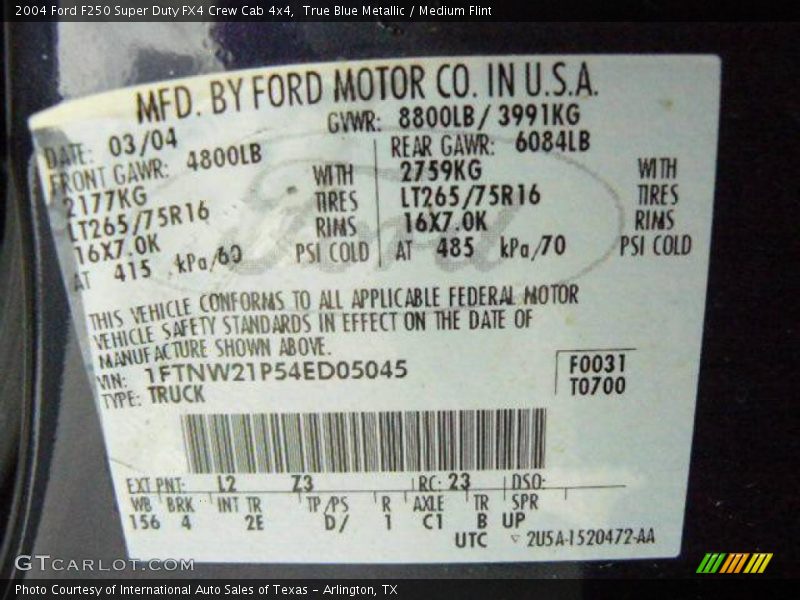 2004 Ford F250 Super Duty FX4 Crew Cab 4x4, True Blue Metallic / Medium Flint
MFD. BY FORD MOTOR CO. IN U.S.A.
DATE: 03/04 GVWR: 8800LB/ 3991KG
FRONT GAWR: 4800LB REAR GAWR: 6084LB
2177KG WITH 2759KG WITH
LT265/75R16 TIRES LT265/75R16 TIRES
16X7.0K RIMS 16X7.0K RIMS
AT 415 kPa/60 PSI COLD AT 485 kPa/70 PSI COLD
Ford
THIS VEHICLE CONFORMS TO ALL APPLICABLE FEDERAL MOTOR
VEHICLE SAFETY STANDARDS IN EFFECT ON THE DATE OF
MANUFACTURE SHOWN ABOVE.
VIN: 1FTNW21P54ED05045 F0031
TYPE: TRUCK T0700
EXT PNT: L2 Z3 RC: 23 DSO:
WB BRK INT TR TP/PS R AXLE TR SPR
156 4 2E D/ 1 C1 B UP
UTC 2U5A-1520472-AA
GTCARLOT.COM
Photo Courtesy of International Auto Sales of Texas - Arlington, TX